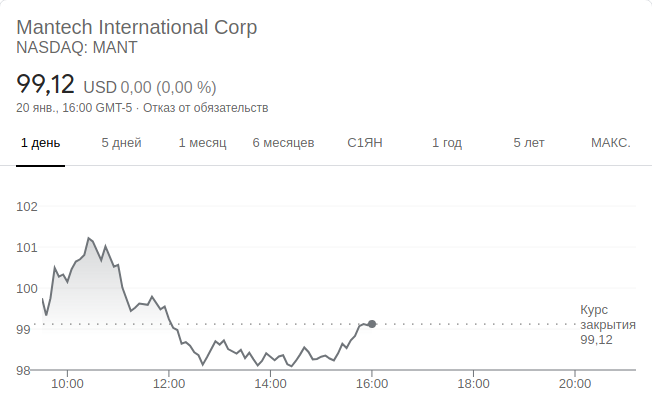 Mantech International Corp
NASDAQ: MANT
99,12 USD 0,00 (0,00 %)
20 янв., 16:00 GMT-5 · Отказ от обязательств
1 день 5 дней 1 месяц 6 месяцев С1ЯН 1 год 5 лет МАКС.
102
101
100
99
98
Курс
закрытия
99,12
10:00 12:00 14:00 16:00 18:00 20:00